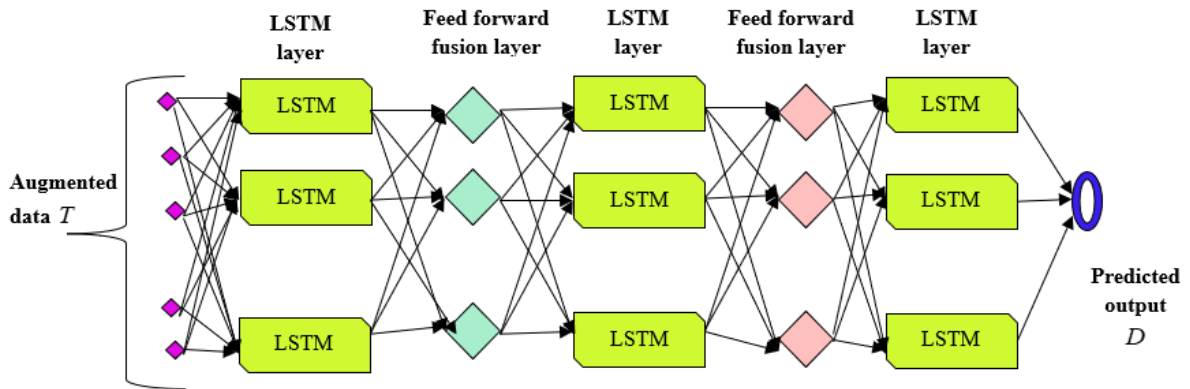 LSTM
layer
Feed forward
fusion layer
LSTM
layer
Feed forward
fusion layer
LSTM
layer
Augmented
data T
LSTM
LSTM
LSTM
LSTM
LSTM
LSTM
LSTM
LSTM
LSTM
Predicted
output
D